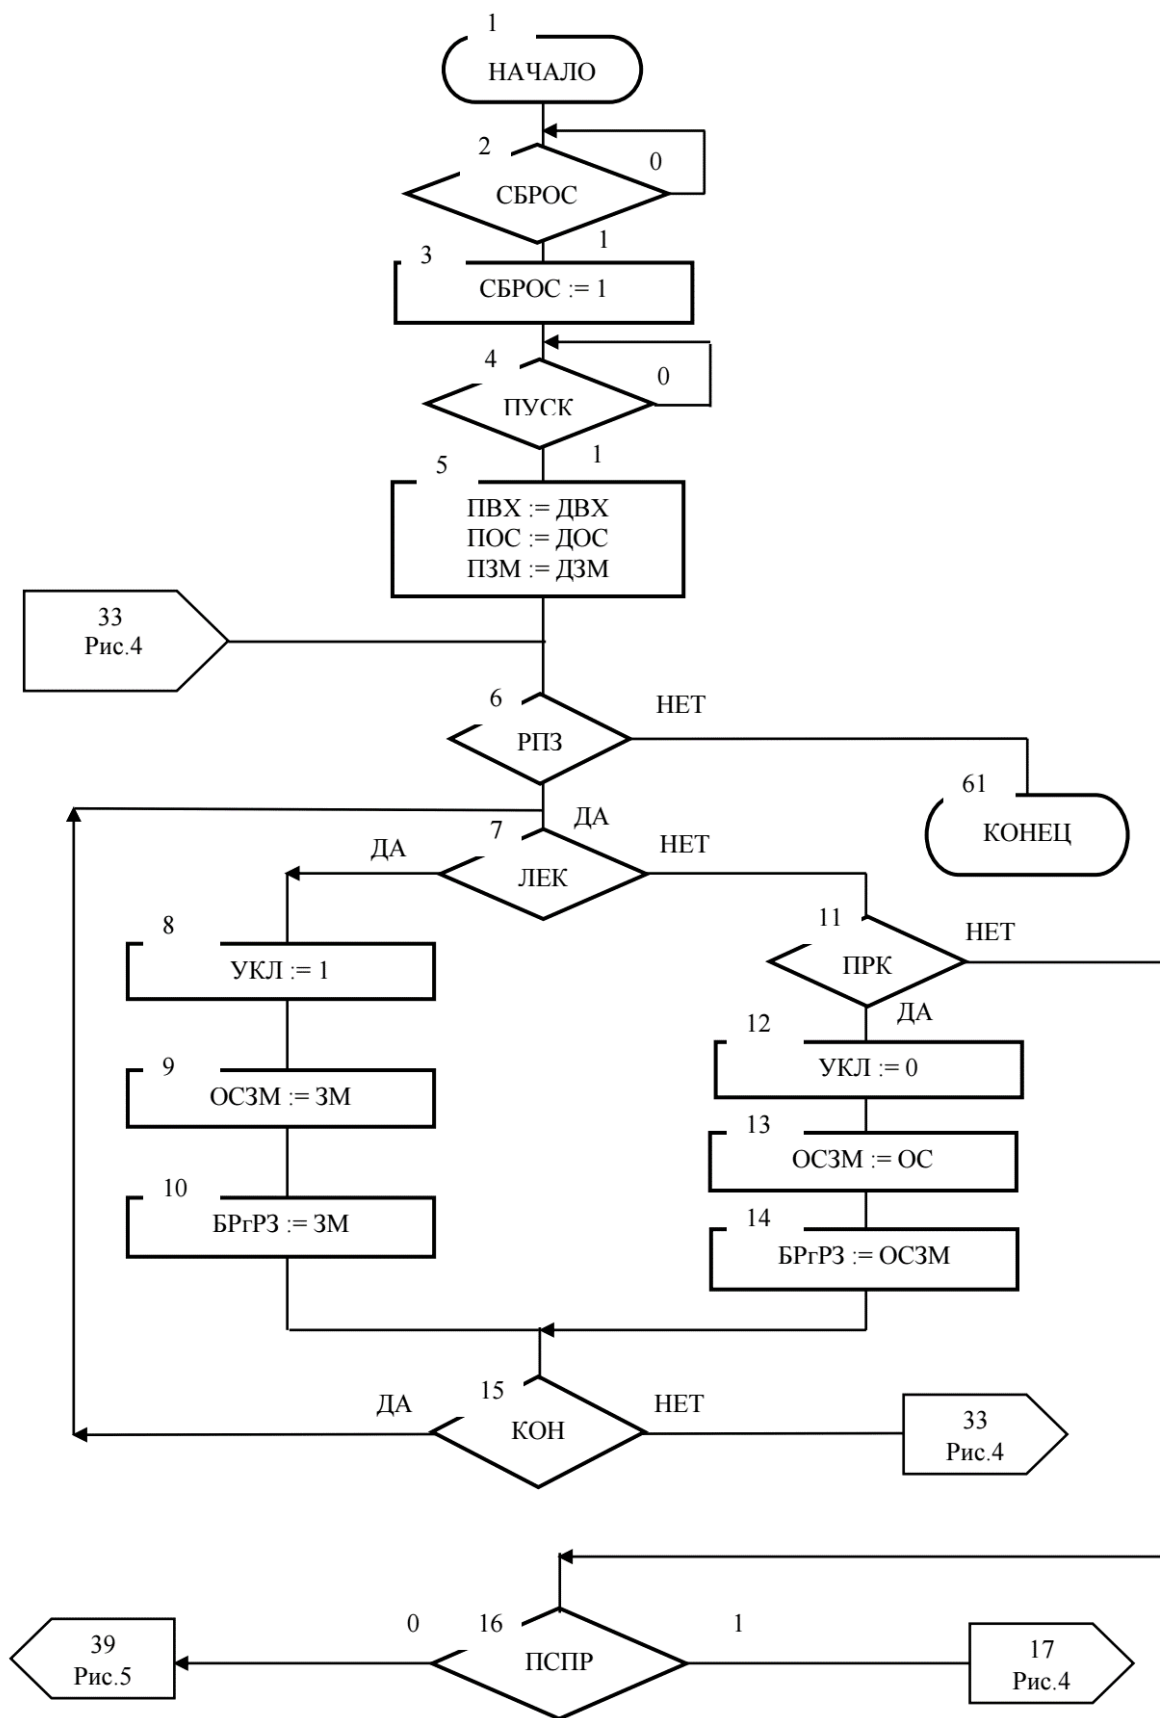 1
НАЧАЛО
2
0
СБРОС
1
3
СБРОС := 1
4
0
ПУСК
1
5
ПВХ := ДВХ
ПОС := ДОС
ПЗМ := ДЗМ
33
Рис.4
6
НЕТ
РПЗ
61
КОНЕЦ
ДА
7
ДА
НЕТ
ЛЕК
8
УКЛ := 1
11
НЕТ
ПРК
ДА
12
УКЛ := 0
9
ОСЗМ := ЗМ
13
ОСЗМ := ОС
10
БРгРЗ := ЗМ
14
БРгРЗ := ОСЗМ
15
ДА
НЕТ
КОН
33
Рис.4
16
0
1
ПСПР
39
Рис.5
17
Рис.4